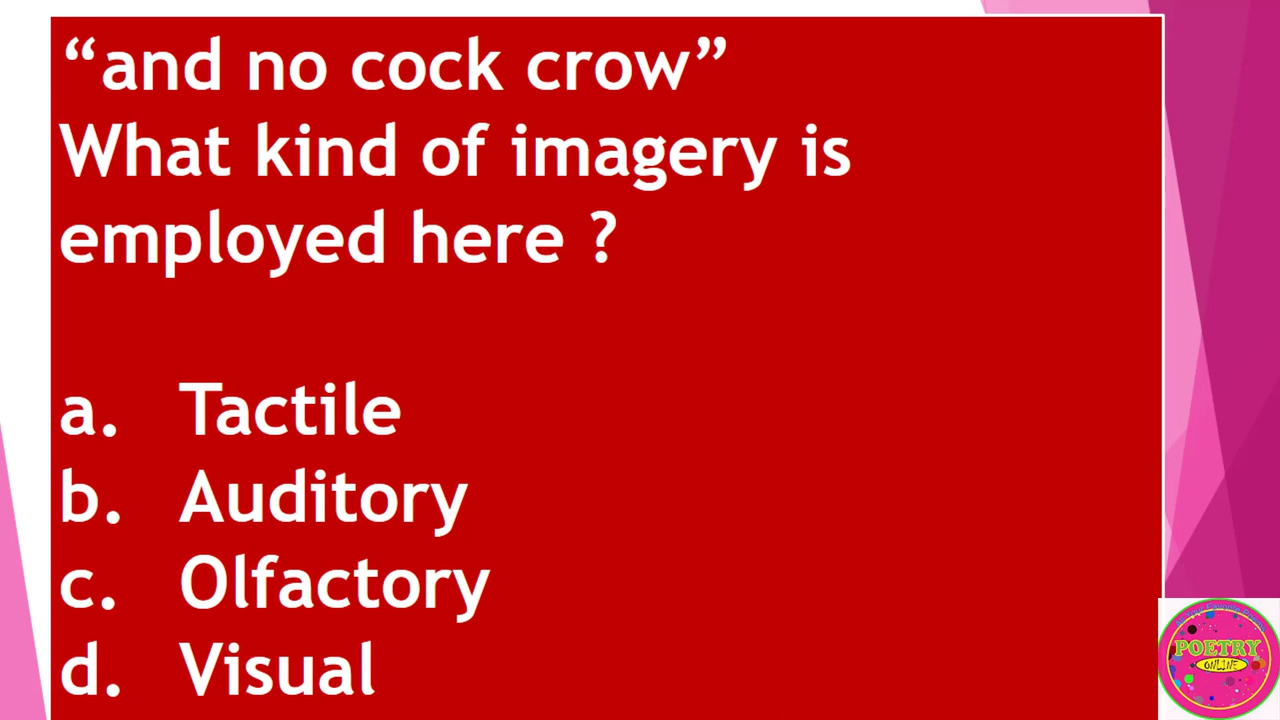 “and no cock crow”
What kind of imagery is
employed here ?
a. Tactile
b. Auditory
c. Olfactory
d. Visual
POETRY
ONLINE